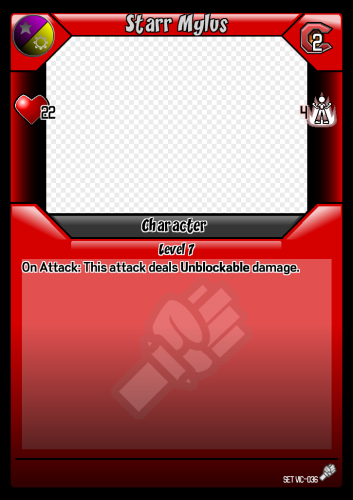 Starr Mylus
2
22
4
Character
Level 7
On Attack: This attack deals Unblockable damage.
SET VIC-036